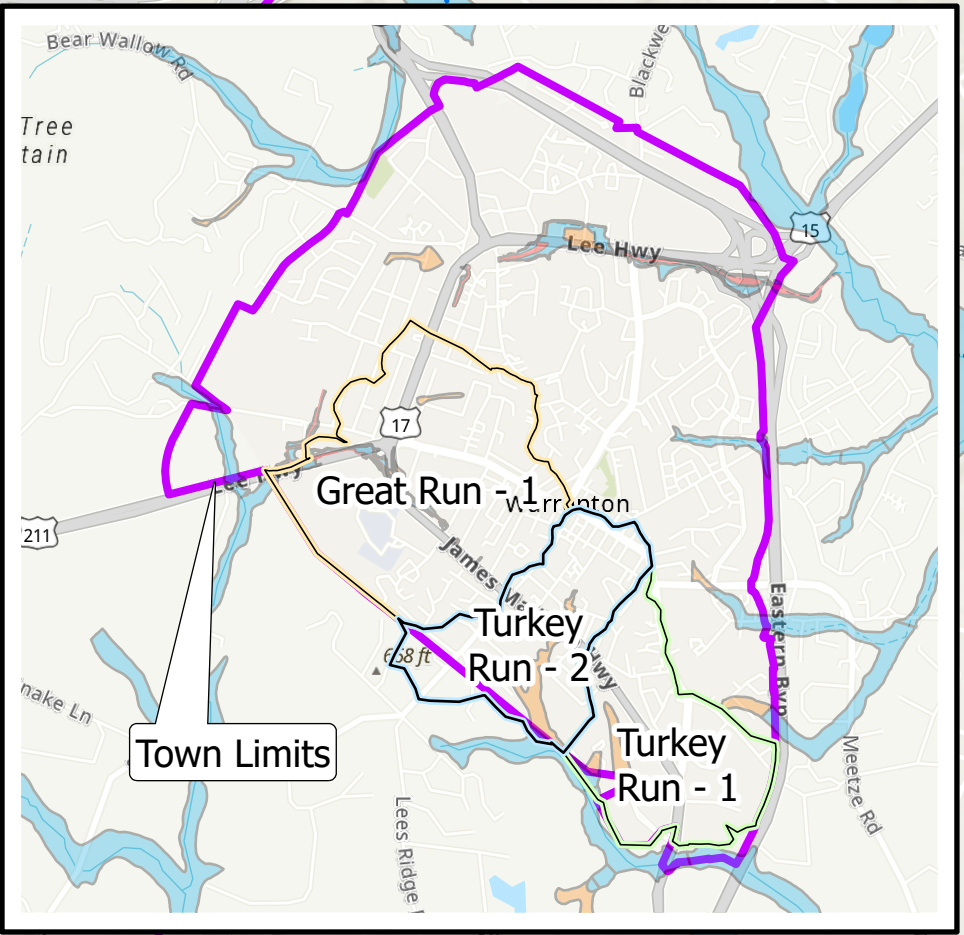 Bear Wallow Rd
Blackwe
Tree
tain
15
Lee Hwy
17
Great Run - 1
Warrenton
Lee Hwy
211
James Ma Hwy
Eastern Byp
Turkey
Run - 2
668 ft
nake Ln
Town Limits
Turkey
Run - 1
Meetze Rd
Lees Ridge